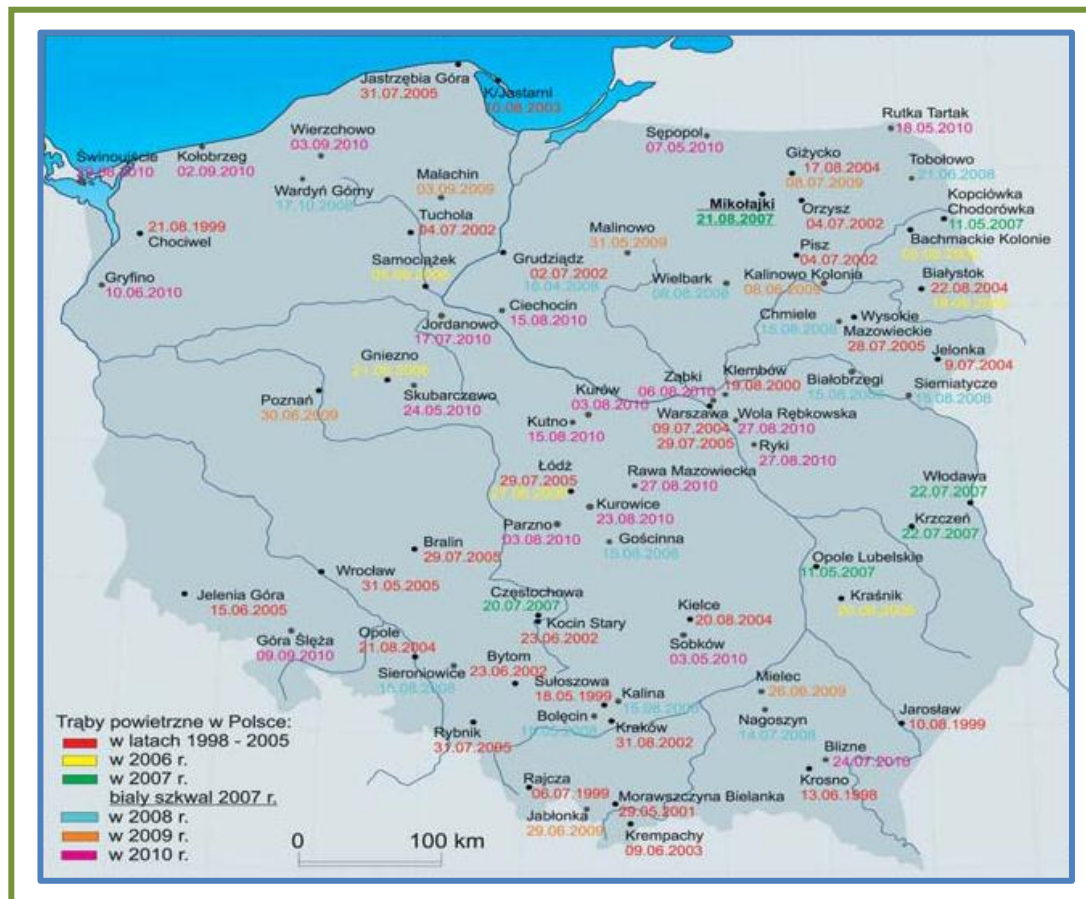 Jastrzębia Góra
31.07.2005
K/Jastarni
10.08.2003
Rutka Tartak
18.05.2010
Wierzchowo
03.09.2010
Sępopol
07.05.2010
Świnoujście
Kołobrzeg
02.09.2010
Giżycko
17.08.2004
08.07.2009
Tobołowo
21.06.2008
Malachin
03.09.2009
Wardyń Górny
17.10.2008
Mikołajki
21.08.2007
Orzysz
04.07.2002
Kopciówka
Chodorówka
11.05.2007
Tuchola
04.07.2002
21.08.1999
Chociwel
Malinowo
31.05.2009
Bachmackie Kolonie
Pisz
04.07.2002
Samociążek
Grudziądz
02.07.2002
18.04.2008
Gryfino
10.06.2010
Wielbark
08.08.2008
Kalinowo Kolonia
08.06.2009
Białystok
22.08.2004
Ciechocin
15.08.2010
Chmiele
15.08.2008
Wysokie
Mazowieckie
28.07.2005
Jordanowo
17.07.2010
Jelonka
9.07.2004
Gniezno
Skubarczewo
24.05.2010
Poznań
30.06.2009
Ząbki
06.08.2010
Klembów
19.08.2000
Białobrzegi
15.08.2008
Siemiatycze
15.08.2008
Kurów
03.08.2010
Kutno
15.08.2010
Warszawa
09.07.2004
29.07.2005
Wola Rębkowska
27.08.2010
Ryki
27.08.2010
Łódź
29.07.2005
Rawa Mazowiecka
27.08.2010
Włodawa
22.07.2007
Kurowice
23.08.2010
Parzno
03.08.2010
Gościnna
15.08.2008
Krzczeń
22.07.2007
Bralin
29.07.2005
Wrocław
31.05.2005
Opole Lubelskie
11.05.2007
Jelenia Góra
15.06.2005
Częstochowa
20.07.2007
Kraśnik
Kocin Stary
23.06.2002
Kielce
20.08.2004
Góra Ślęża
09.09.2010
Opole
21.08.2004
Sobków
03.05.2010
Sieroniowice
15.08.2008
Bytom
23.06.2002
Sułoszowa
18.05.1999
Kalina
15.08.2008
Mielec
26.06.2009
Bolęcin
Kraków
31.08.2002
Nagoszyn
14.07.2008
Jarosław
10.08.1999
Rybnik
31.07.2005
Blizne
24.07.2010
Krosno
13.06.1998
Rajcza
06.07.1999
Morawszczyna Bielanka
29.05.2001
Jabłonka
29.06.2009
Krempachy
09.06.2003
Trąby powietrzne w Polsce:
w latach 1998 - 2005
w 2006 r.
w 2007 r.
bialy szkwal 2007 r.
w 2008 r.
w 2009 r.
w 2010 r.
0 100 km